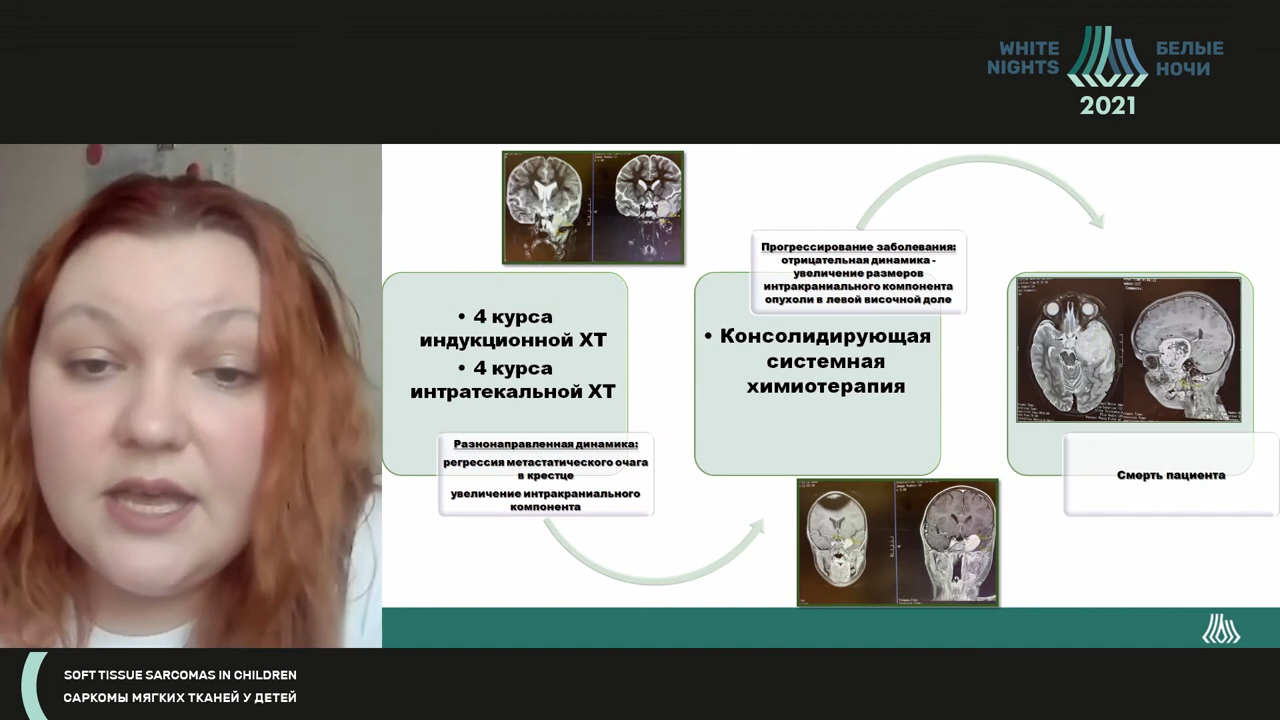 WHITE
NIGHTS
БЕЛЫЕ
НОЧИ
2021
• 4 курса
индукционной ХТ
• 4 курса
интратекальной ХТ
Разнонаправленная динамика:
регрессия метастатического очага
в крестце
увеличение интракраниального
компонента
Прогрессирование заболевания:
отрицательная динамика -
увеличение размеров
интракраниального компонента
опухоли в левой височной доле
• Консолидирующая
системная
химиотерапия
Смерть пациента
SOFT TISSUE SARCOMAS IN CHILDREN
САРКОМЫ МЯГКИХ ТКАНЕЙ У ДЕТЕЙ